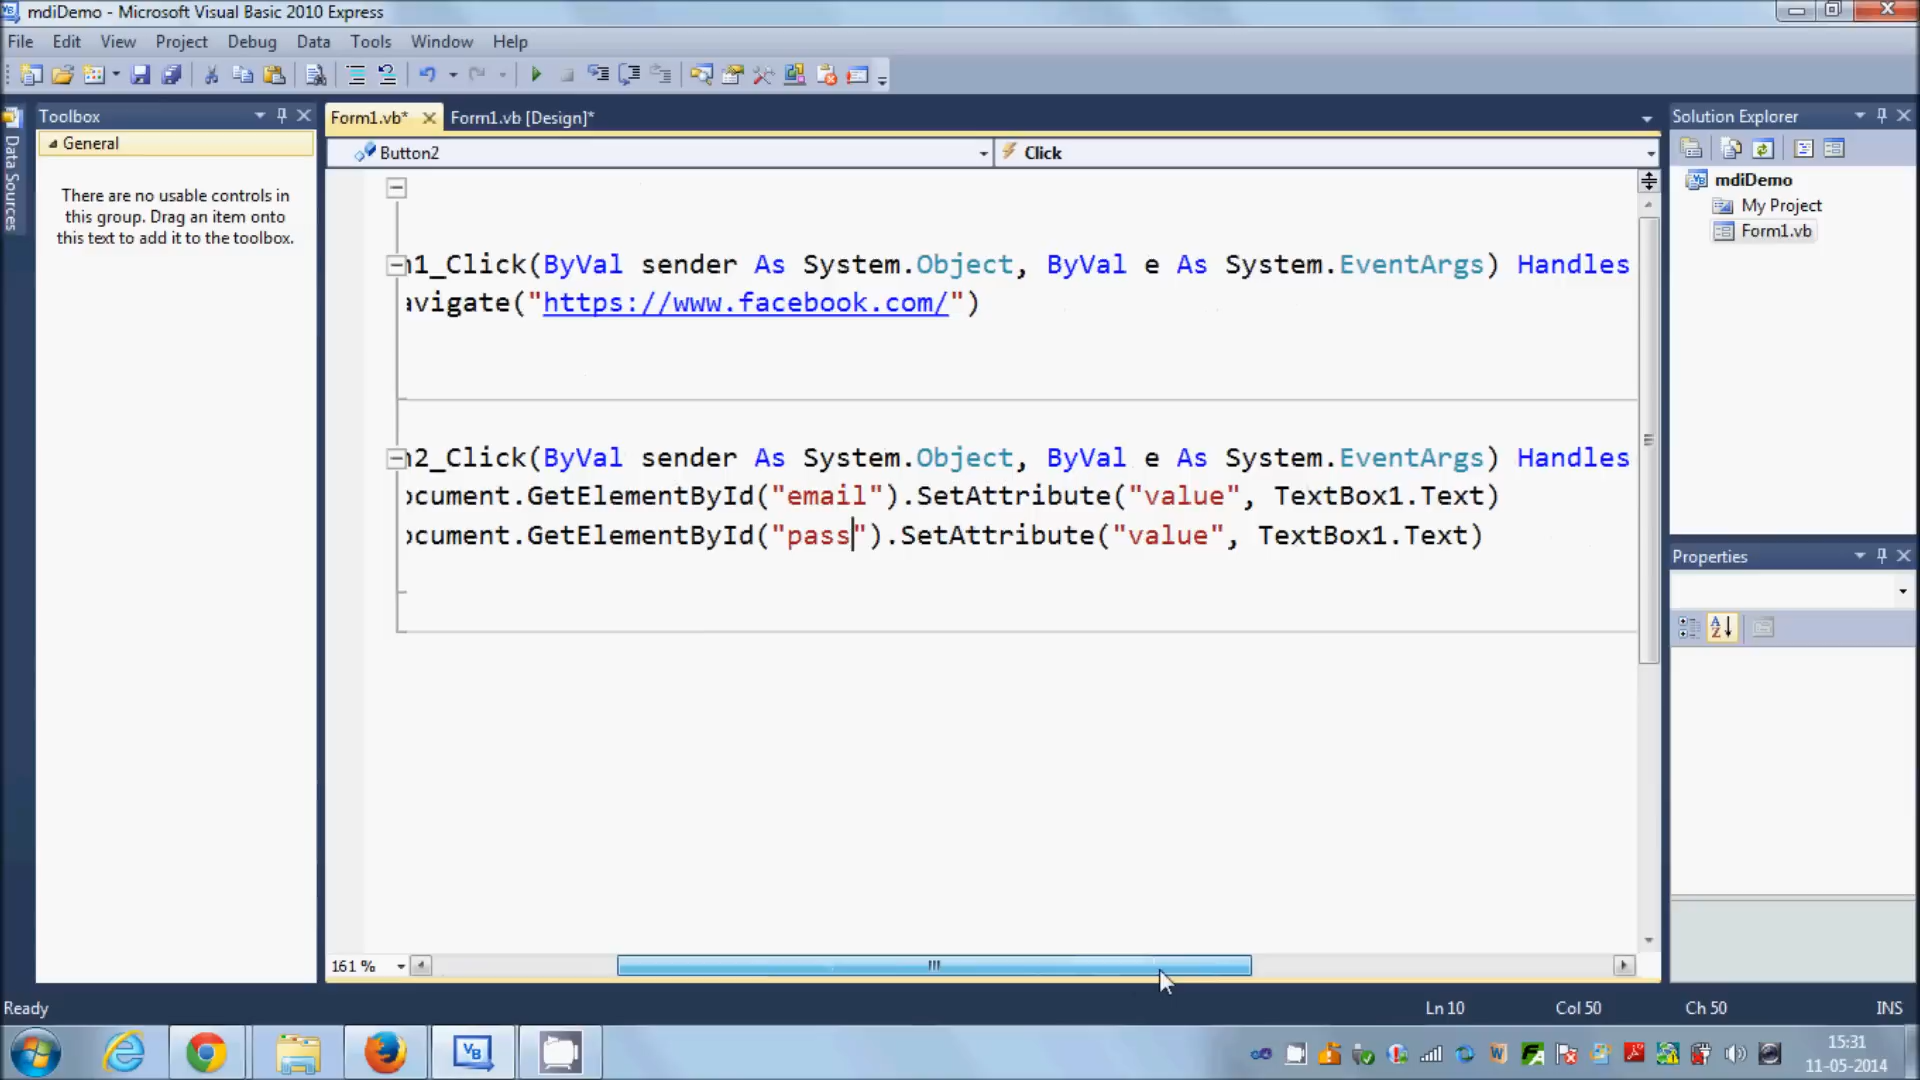 mdiDemo - Microsoft Visual Basic 2010 Express
File Edit View Project Debug Data Tools Window Help
Toolbox
Form1.vb* Form1.vb [Design]*
Solution Explorer
General
Button2
Click
Data Sources
There are no usable controls in
this group. Drag an item onto
this text to add it to the toolbox.
mdiDemo
My Project
Form1.vb
1_Click(ByVal sender As System.Object, ByVal e As System.EventArgs) Handles
avigate("https://www.facebook.com/")
2_Click(ByVal sender As System.Object, ByVal e As System.EventArgs) Handles
ocument.GetElementById("email").SetAttribute("value", TextBox1.Text)
ocument.GetElementById("pass").SetAttribute("value", TextBox1.Text)
Properties
161 %
Ready
Ln 10
Col 50
Ch 50
INS
15:31
11-05-2014